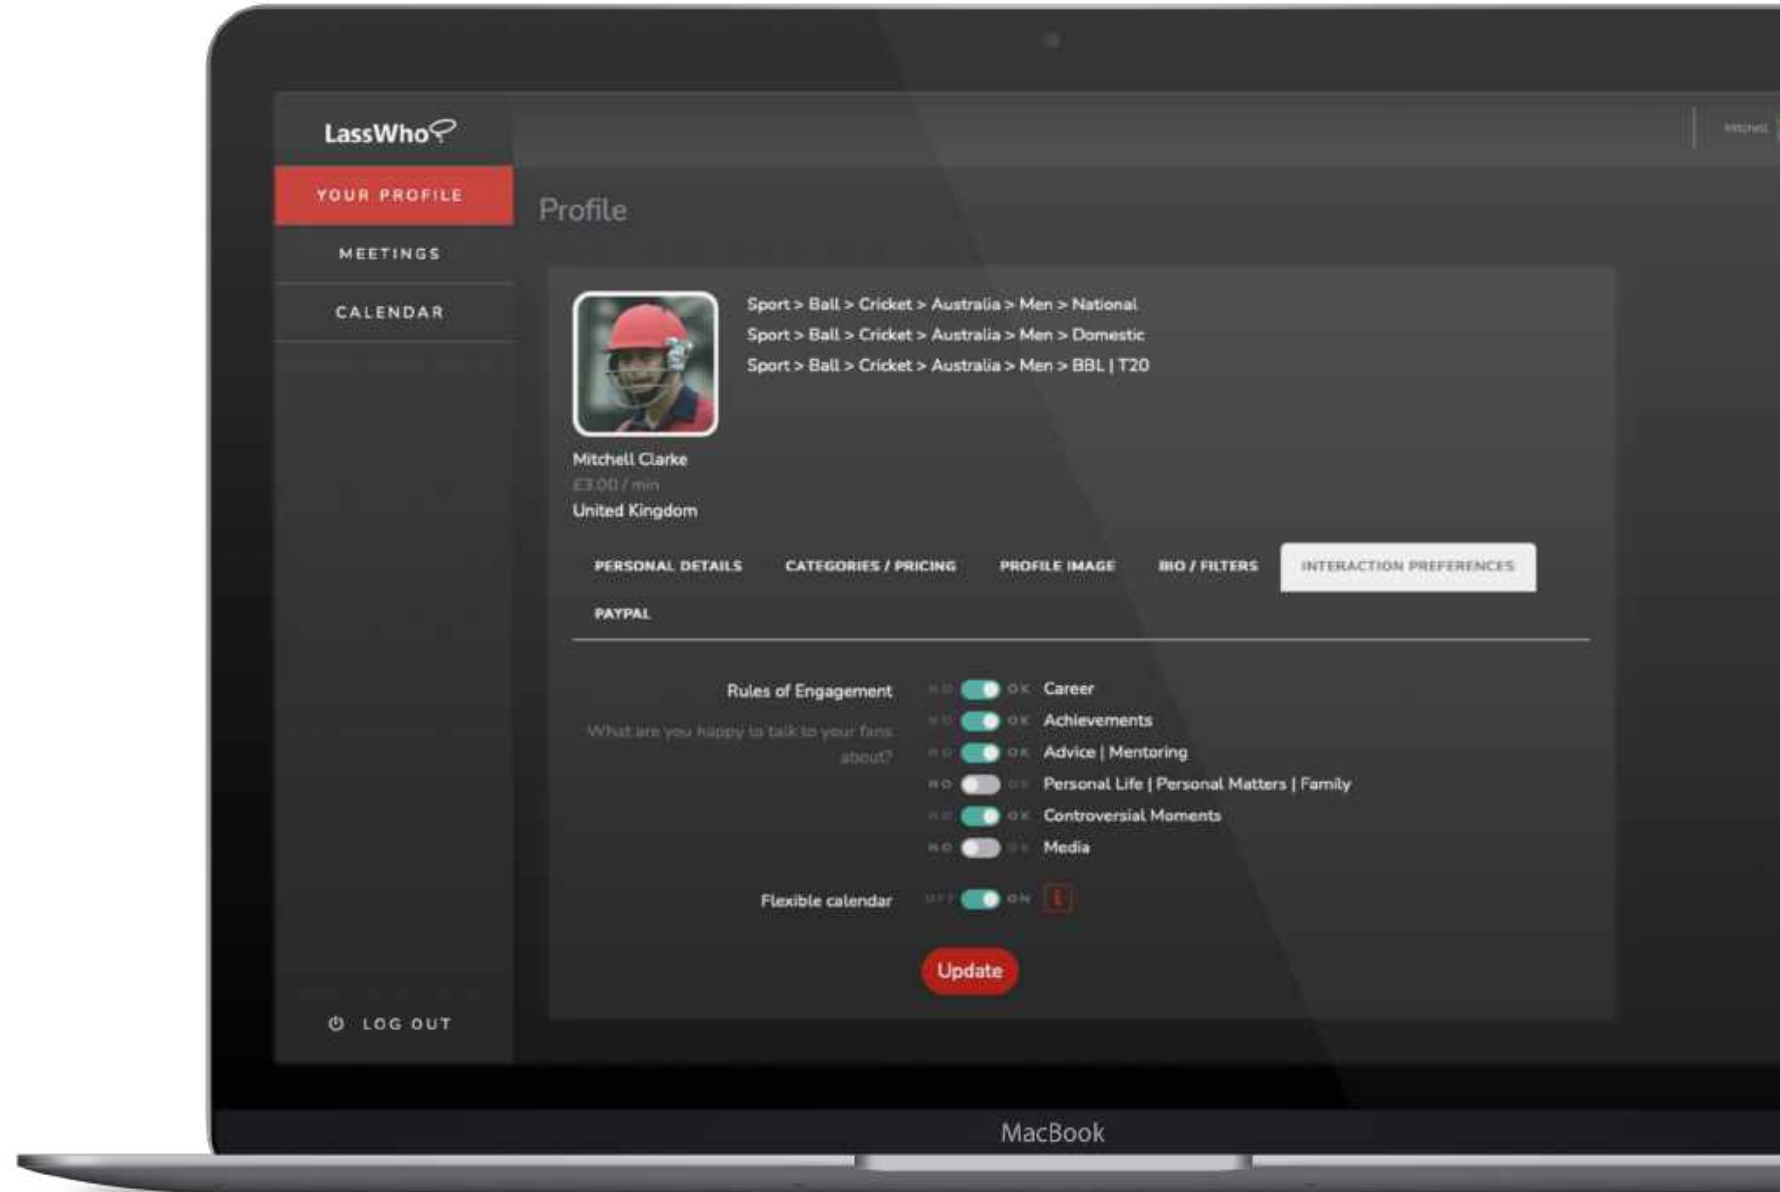 LassWho
Mitchell
YOUR PROFILE
MEETINGS
CALENDAR
LOG OUT
Profile
Sport > Ball > Cricket > Australia > Men > National
Sport > Ball > Cricket > Australia > Men > Domestic
Sport > Ball > Cricket > Australia > Men > BBL | T20
Mitchell Clarke
£3.00 / min
United Kingdom
PERSONAL DETAILS CATEGORIES / PRICING PROFILE IMAGE BIO / FILTERS INTERACTION PREFERENCES
PAYPAL
Rules of Engagement
What are you happy to talk to your fans
about?
NO OK Career
NO OK Achievements
NO OK Advice | Mentoring
NO OK Personal Life | Personal Matters | Family
NO OK Controversial Moments
NO OK Media
Flexible calendar OFF ON i
Update
MacBook